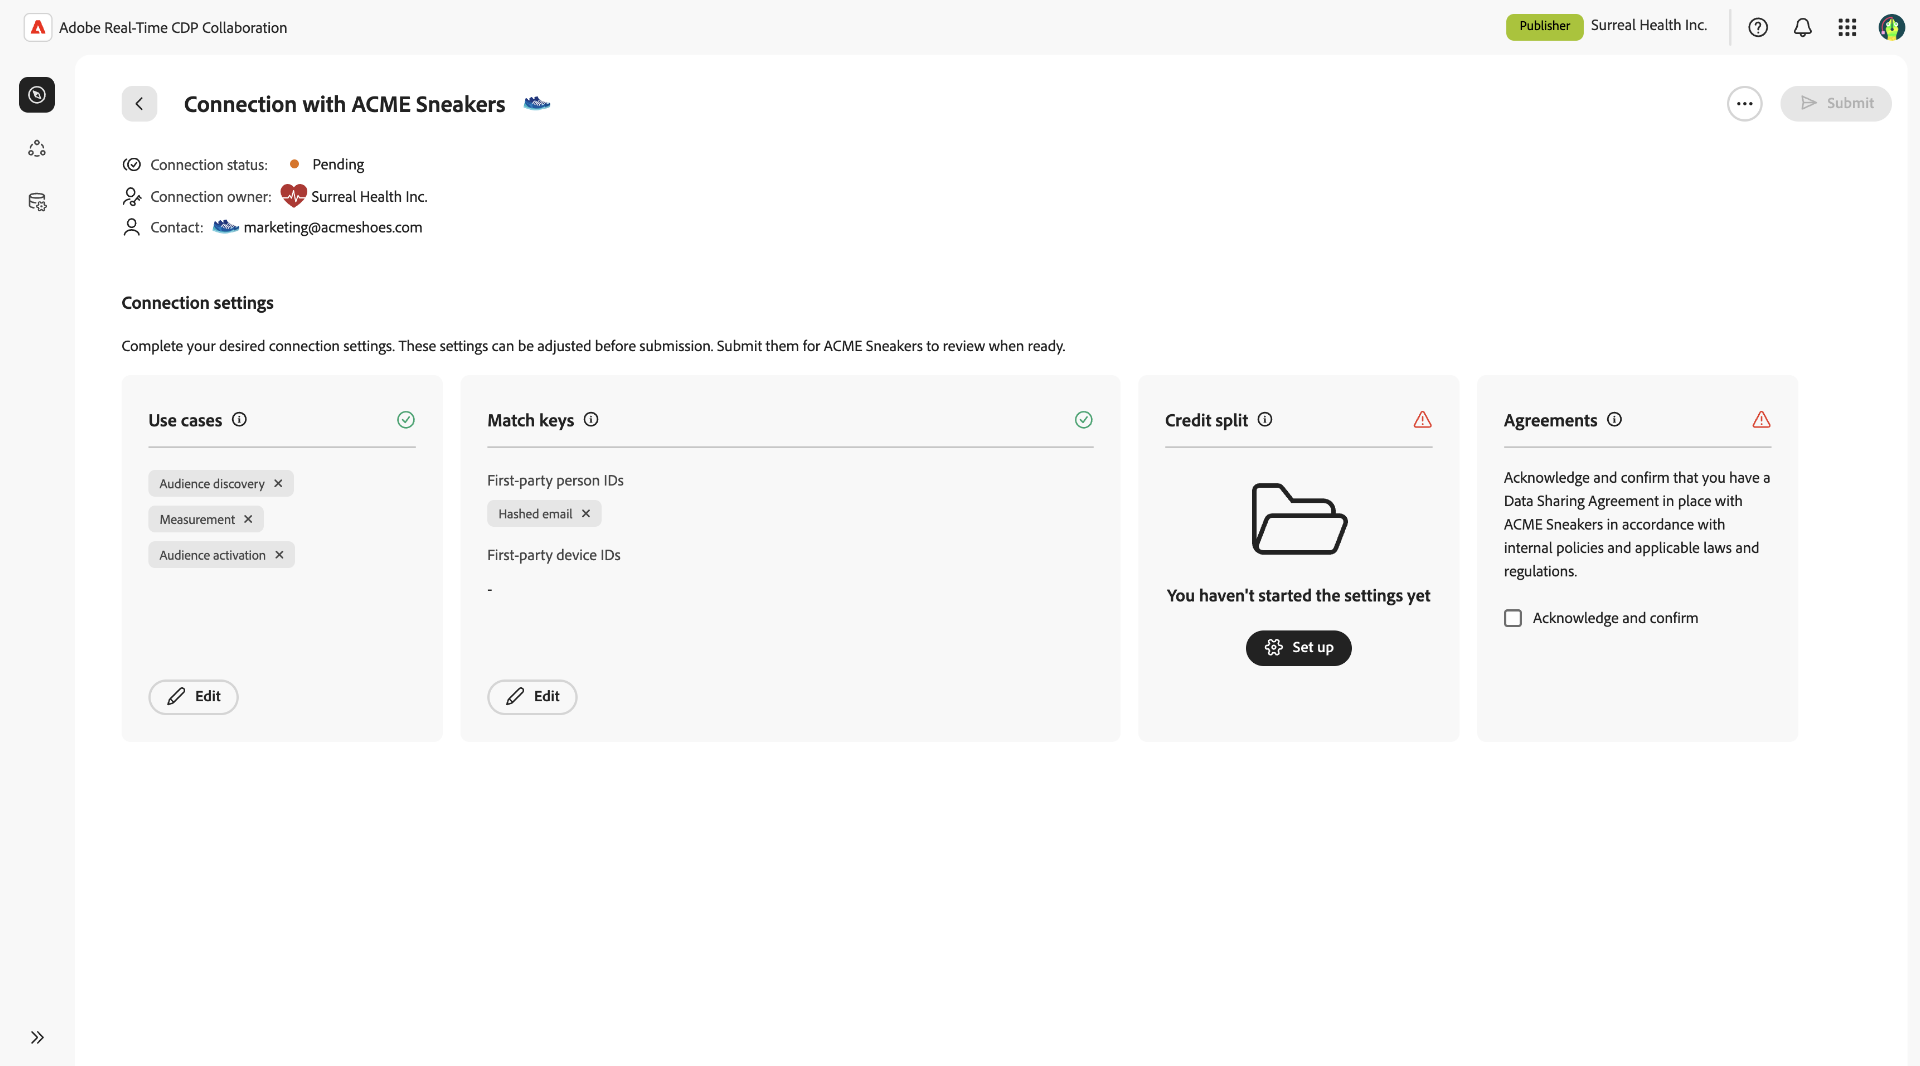 Adobe Real-Time CDP Collaboration
Publisher
Surreal Health Inc.
Connection with ACME Sneakers
Submit
Connection status:
Pending
Connection owner:
Surreal Health Inc.
Contact:
marketing@acmeshoes.com
Connection settings
Complete your desired connection settings. These settings can be adjusted before submission. Submit them for ACME Sneakers to review when ready.
Use cases
Audience discovery
Measurement
Audience activation
Edit
Match keys
First-party person IDs
Hashed email
First-party device IDs
-
Edit
Credit split
You haven't started the settings yet
Set up
Agreements
Acknowledge and confirm that you have a
Data Sharing Agreement in place with
ACME Sneakers in accordance with
internal policies and applicable laws and
regulations.
Acknowledge and confirm